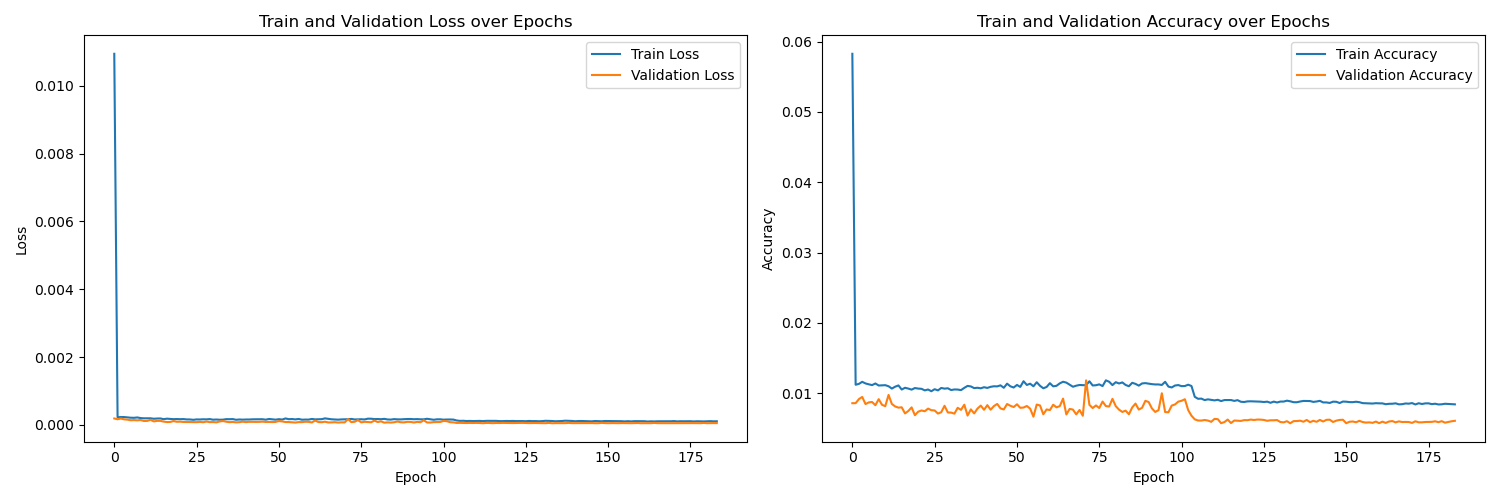 Train and Validation Loss over Epochs
Train Loss
Validation Loss
0.010
0.008
0.006
0.004
0.002
0.000
Loss
0 25 50 75 100 125 150 175
Epoch
Train and Validation Accuracy over Epochs
Train Accuracy
Validation Accuracy
0.06
0.05
0.04
0.03
0.02
0.01
Accuracy
0 25 50 75 100 125 150 175
Epoch